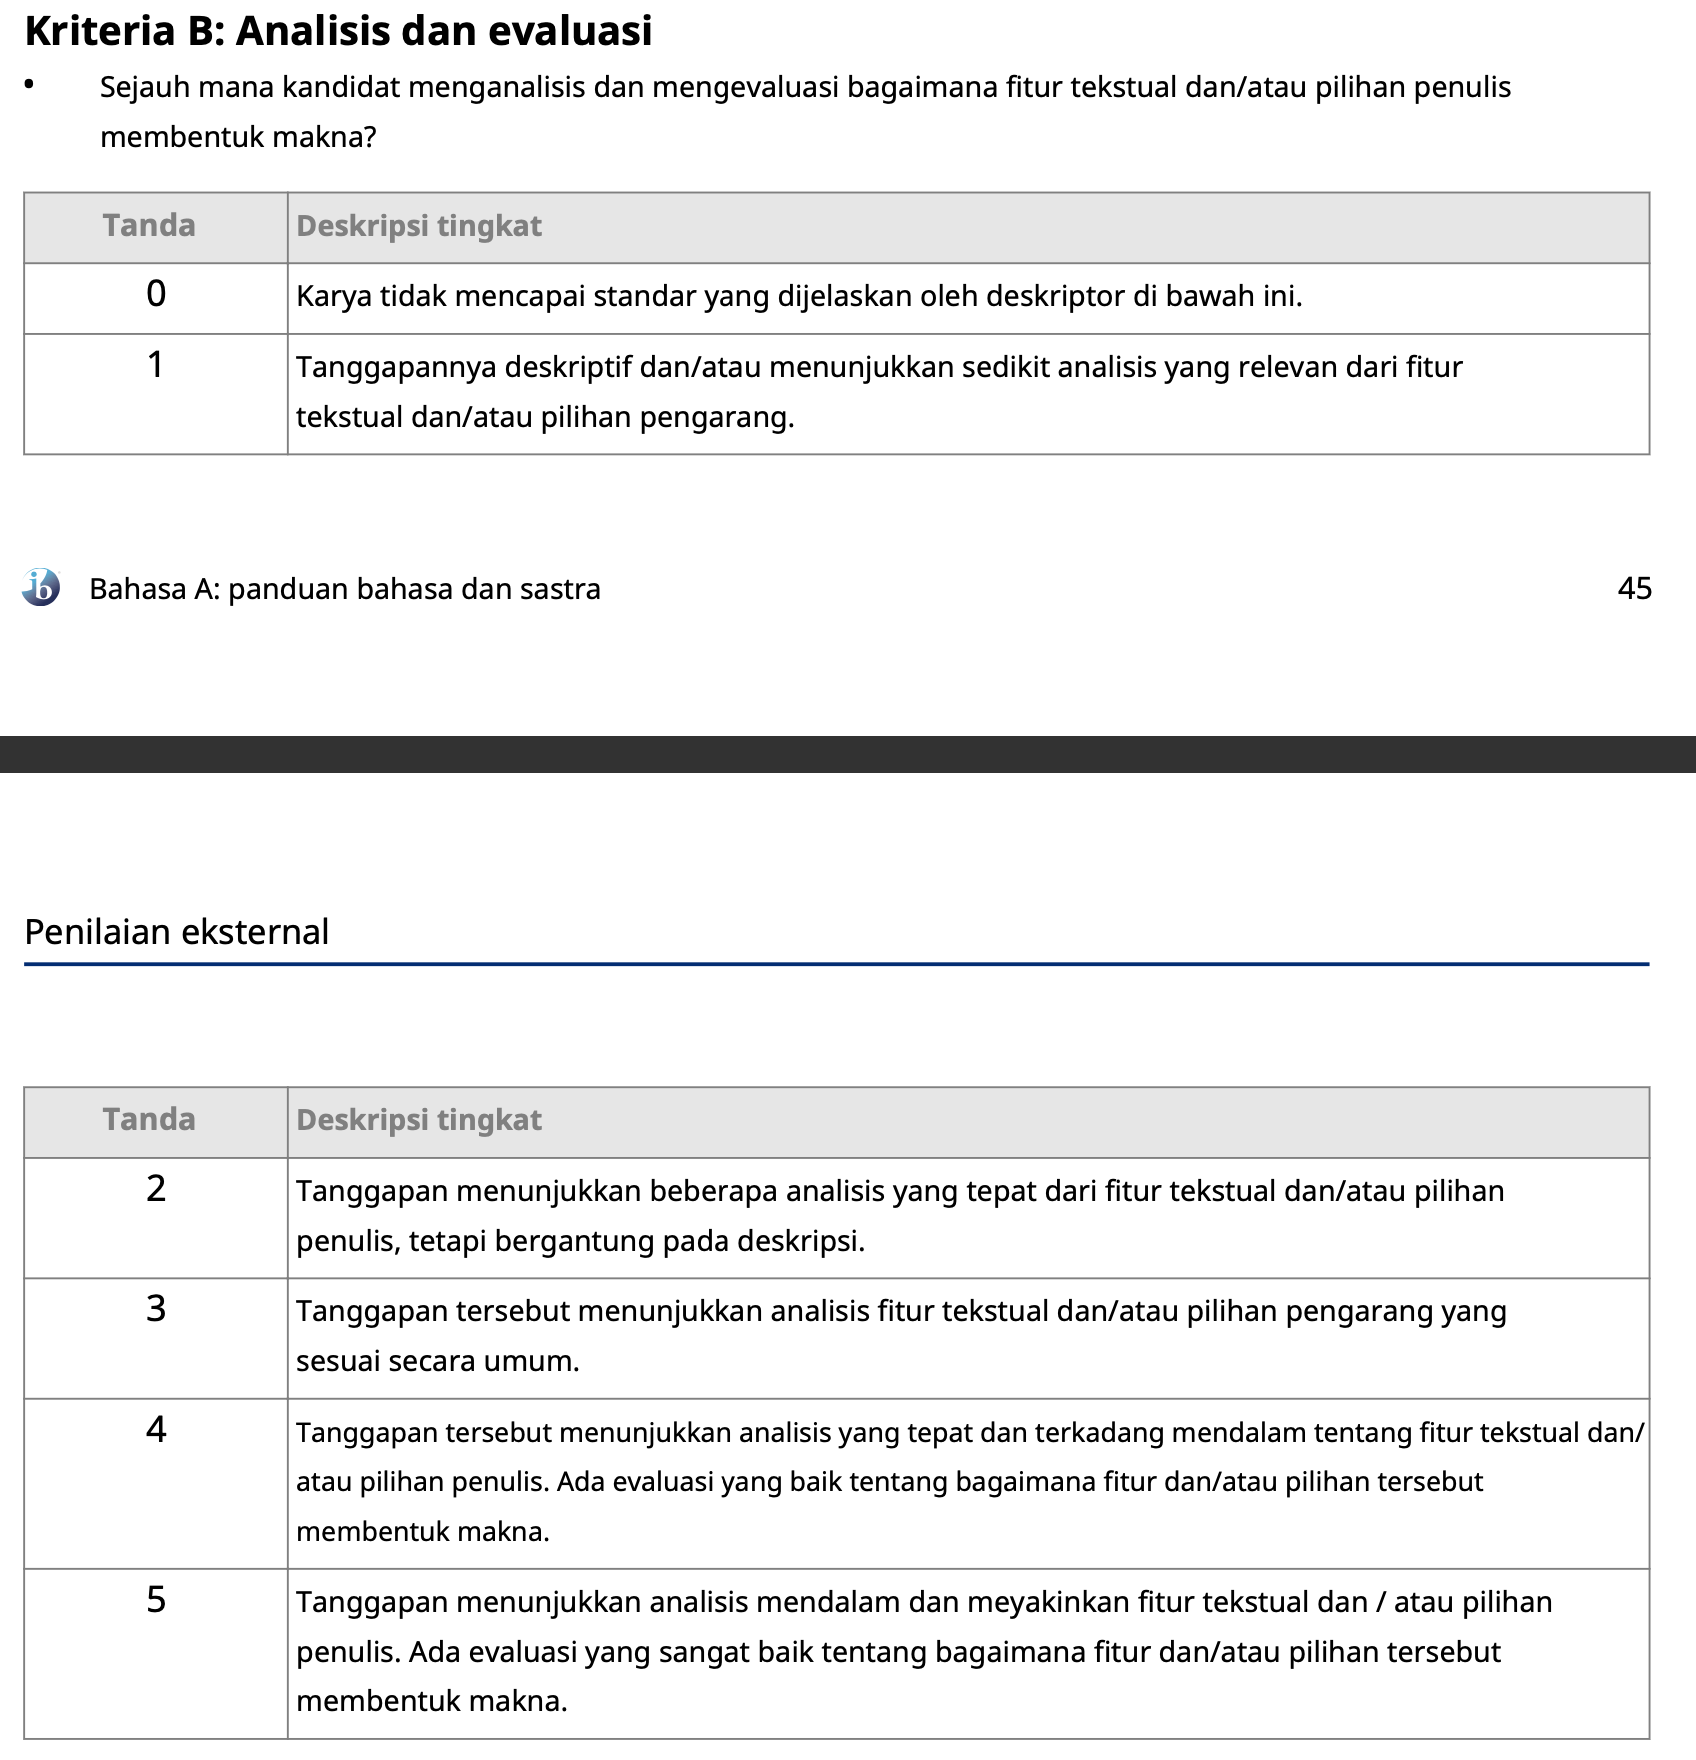 Kriteria B: Analisis dan evaluasi
• Sejauh mana kandidat menganalisis dan mengevaluasi bagaimana fitur tekstual dan/atau pilihan penulis
membentuk makna?
Tanda Deskripsi tingkat
0 Karya tidak mencapai standar yang dijelaskan oleh deskriptor di bawah ini.
1 Tanggapannya deskriptif dan/atau menunjukkan sedikit analisis yang relevan dari fitur
tekstual dan/atau pilihan pengarang.
ib Bahasa A: panduan bahasa dan sastra 45
Penilaian eksternal
Tanda Deskripsi tingkat
2 Tanggapan menunjukkan beberapa analisis yang tepat dari fitur tekstual dan/atau pilihan
penulis, tetapi bergantung pada deskripsi.
3 Tanggapan tersebut menunjukkan analisis fitur tekstual dan/atau pilihan pengarang yang
sesuai secara umum.
4 Tanggapan tersebut menunjukkan analisis yang tepat dan terkadang mendalam tentang fitur tekstual dan/
atau pilihan penulis. Ada evaluasi yang baik tentang bagaimana fitur dan/atau pilihan tersebut
membentuk makna.
5 Tanggapan menunjukkan analisis mendalam dan meyakinkan fitur tekstual dan / atau pilihan
penulis. Ada evaluasi yang sangat baik tentang bagaimana fitur dan/atau pilihan tersebut
membentuk makna.